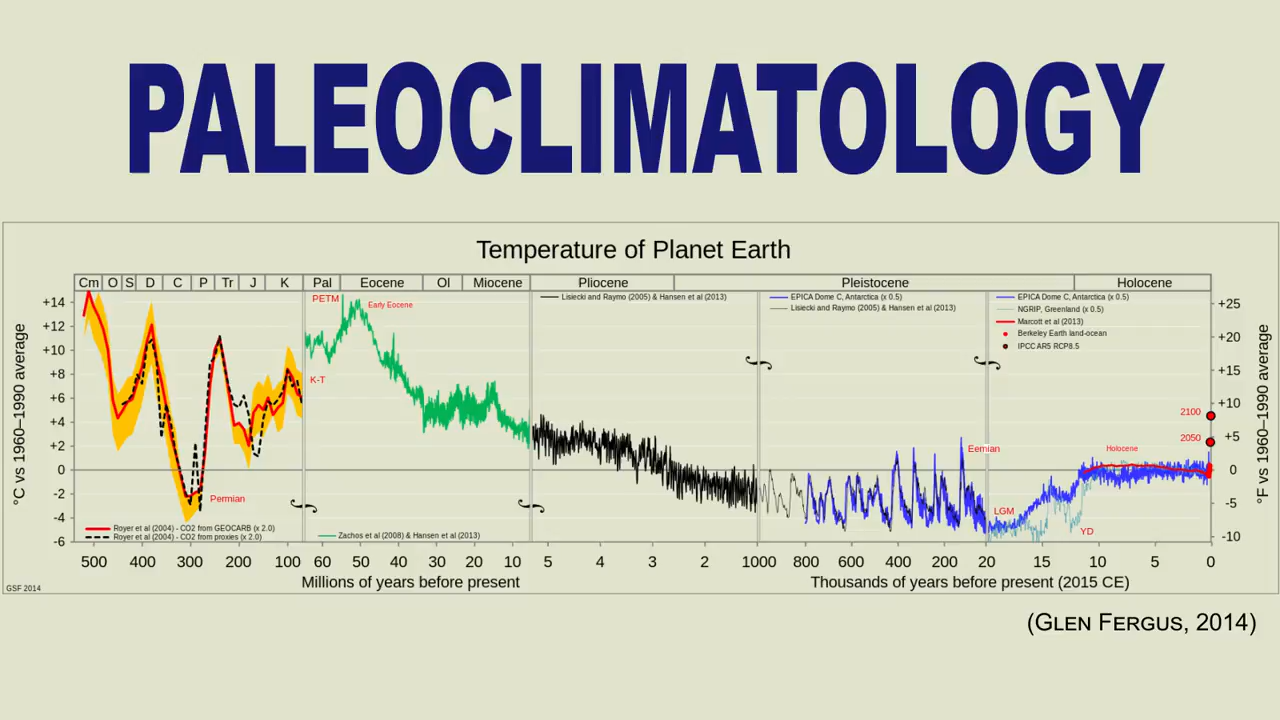 PALEOCLIMATOLOGY
Temperature of Planet Earth
Cm O S D C P Tr J K Pal Eocene Ol Miocene Pliocene Pleistocene Holocene
Lisiecki and Raymo (2005) & Hansen et al (2013)
EPICA Dome C, Antarctica (x 0.5)
Lisiecki and Raymo (2005) & Hansen et al (2013)
EPICA Dome C, Antarctica (x 0.5)
NGRIP, Greenland (x 0.5)
Marcott et al (2013)
Berkeley Earth land-ocean
IPCC AR5 RCP8.5
°C vs 1960–1990 average
+14
+12
+10
+8
+6
+4
+2
0
-2
-4
-6
PETM
Early Eocene
K-T
Permian
Eemian
LGM
Holocene
YD
2100
2050
+25
+20
+15
+10
+5
0
-5
-10
°F vs 1960–1990 average
Royer et al (2004) - CO2 from GEOCARB (x 2.0)
Royer et al (2004) - CO2 from proxies (x 2.0)
Zachos et al (2008) & Hansen et al (2013)
500 400 300 200 100 60 50 40 30 20 10 5 4 3 2 1000 800 600 400 200 20 15 10 5 0
Millions of years before present
Thousands of years before present (2015 CE)
GSF 2014
(Glen Fergus, 2014)